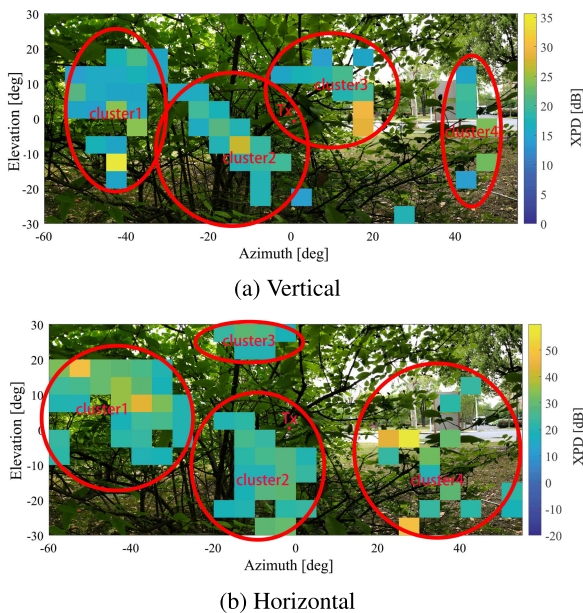 30
20
10
0
-10
-20
-30
Elevation [deg]
cluster1
cluster2
cluster3
cluster4
Tx
-60
-40
-20
0
20
40
Azimuth [deg]
35
30
25
20
15
10
5
0
XPD [dB]
(a) Vertical
30
20
10
0
-10
-20
-30
Elevation [deg]
cluster3
cluster1
Tx
cluster2
cluster4
-60
-40
-20
0
20
40
Azimuth [deg]
50
40
30
20
10
0
-10
-20
XPD [dB]
(b) Horizontal